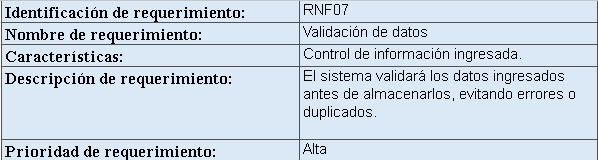 Identificación de requerimiento: RNF07
Nombre de requerimiento: Validación de datos
Características: Control de información ingresada.
Descripción de requerimiento: El sistema validará los datos ingresados
antes de almacenarlos, evitando errores o
duplicados.
Prioridad de requerimiento: Alta